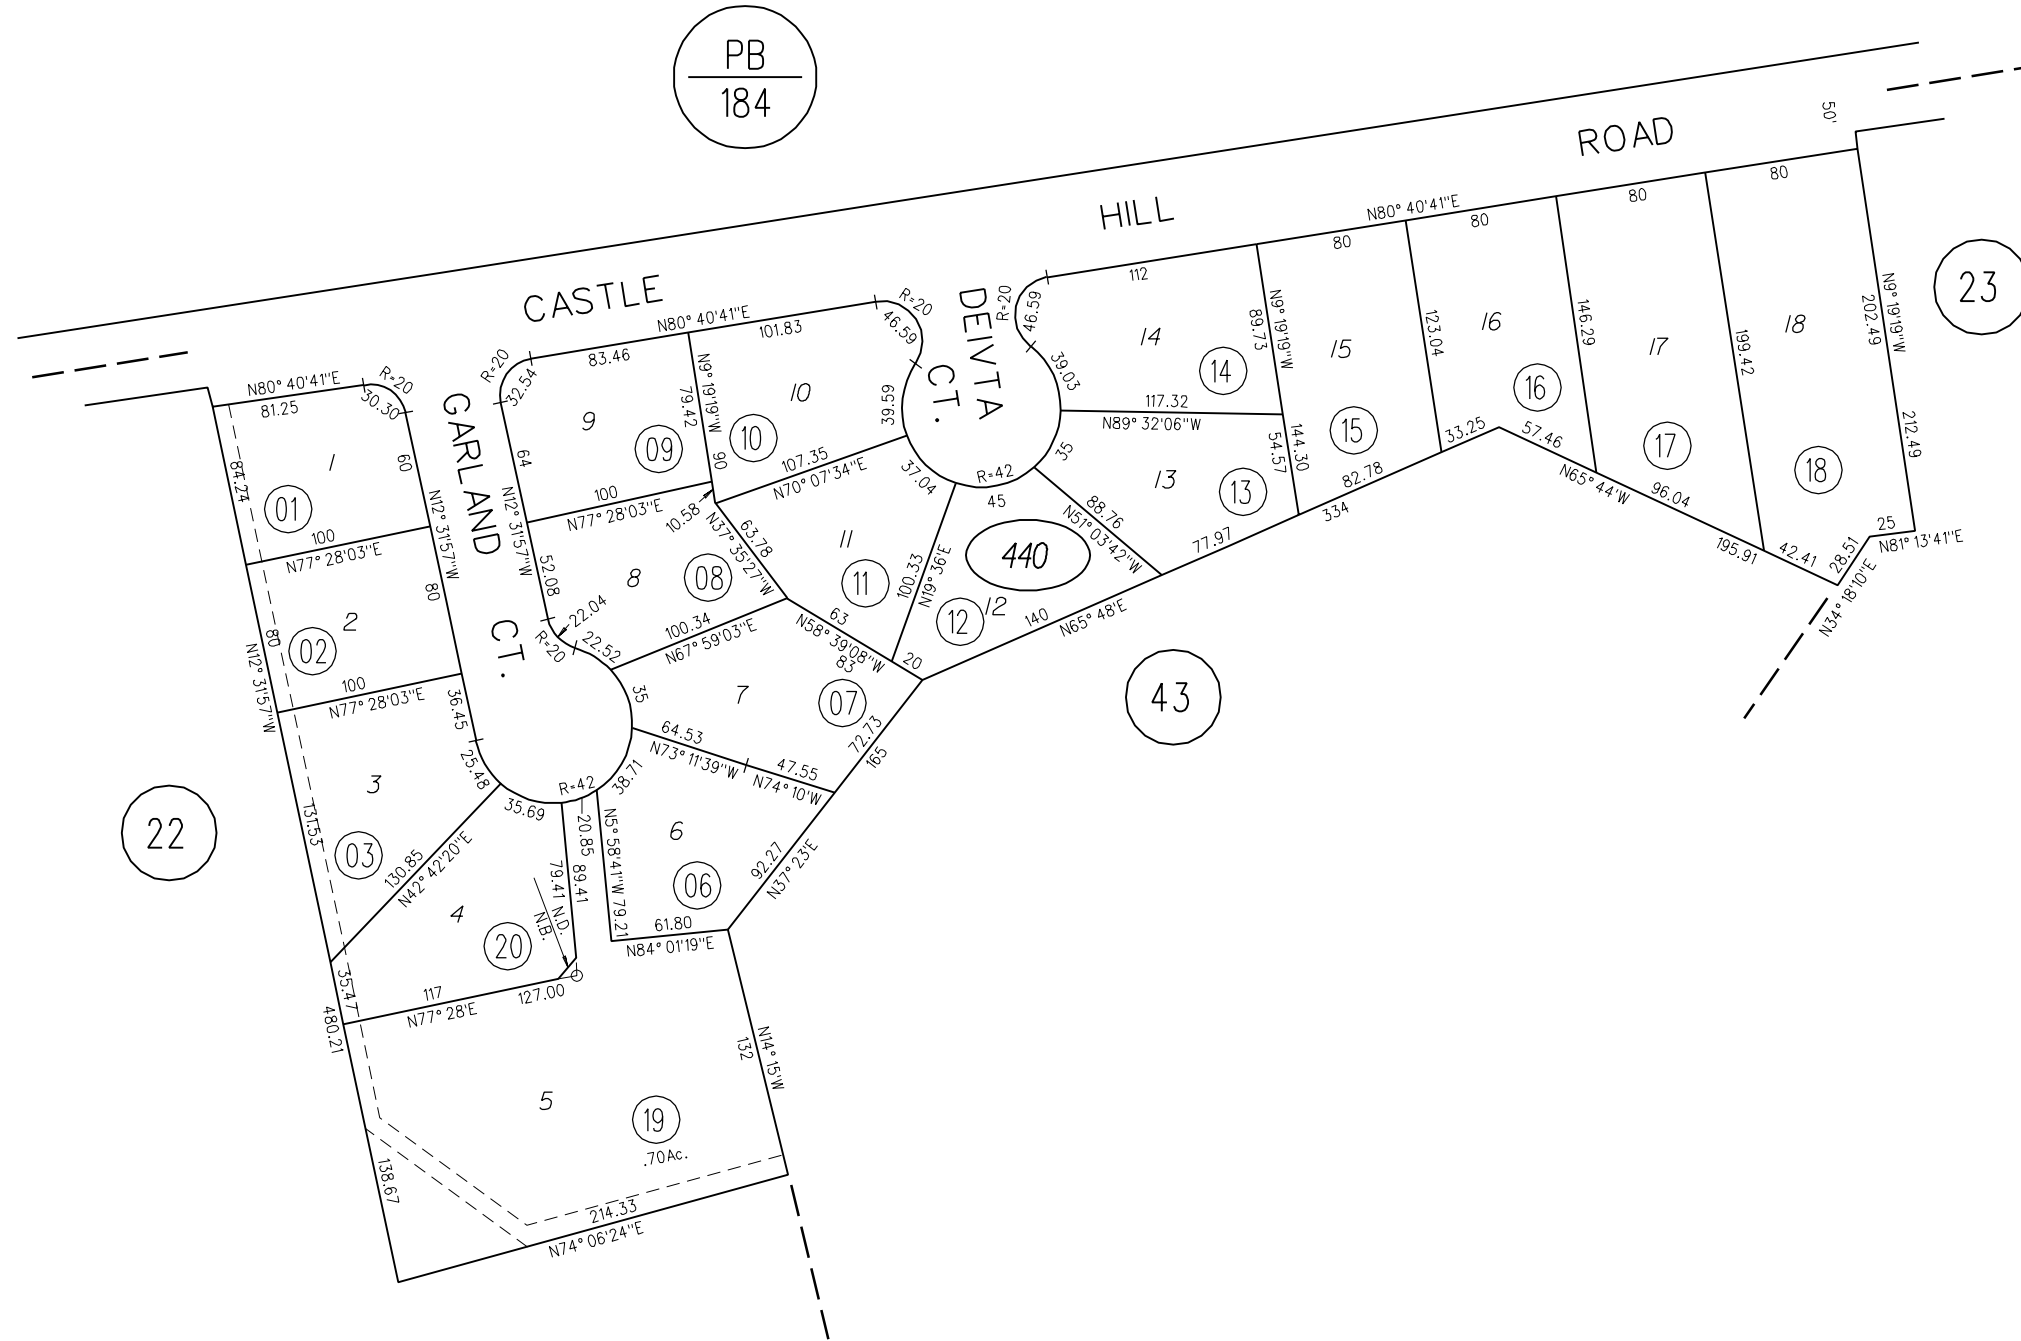 PB
184
CASTLE HILL ROAD
50'
N80° 40'41"E
80
80
80
80
N80° 40'41"E
112
R=20
46.59
DEIVTA CT.
R=20
46.59
101.83
N80° 40'41"E
83.46
R=20
32.54
R=20
30.30
N80° 40'41"E
81.25
GARLAND CT.
1
01
84.24
60
100
N77° 28'03"E
N12° 31'57"W
80
2
02
80
N12° 31'57"W
100
N77° 28'03"E
36.45
25.48
3
03
131.53
130.85
N42° 42'20"E
35.69
R=42
4
20
35.47
480.21
117
N77° 28'E
127.00
79.41 N.D.
89.41
N.B.
20.85
5
19
.70Ac.
138.67
214.33
N74° 06'24"E
132
N14° 15'W
6
06
38.71
N5° 58'41"W 79.21
61.80
N84° 01'19"E
92.27
N37° 23'E
7
07
35
64.53
N73° 11'39"W
47.55
N74° 10'W
72.73
165
83
8
08
52.08
22.04
R=20
22.52
100.34
N67° 59'03"E
63.78
N37° 35'27"W
10.58
9
09
64
N12° 31'57"W
100
N77° 28'03"E
N9° 19'19"W
79.42
90
10
10
39.59
107.35
N70° 07'34"E
11
11
37.04
63
N58° 39'08"W
20
100.33
N19° 36'E
R=42
45
440
12
12
140
N65° 48'E
35
88.76
N51° 03'42"W
13
13
77.97
334
54.57
144.30
117.32
N89° 32'06"W
39.03
14
14
N9° 19'19"W
89.73
15
15
82.78
123.04
16
16
33.25
57.46
N65° 44'W
146.29
17
17
96.04
195.91
199.42
18
18
42.41
28.51
N34° 18'10"E
25
N81° 13'41"E
N9° 19'19"W
202.49
212.49
22
23
43